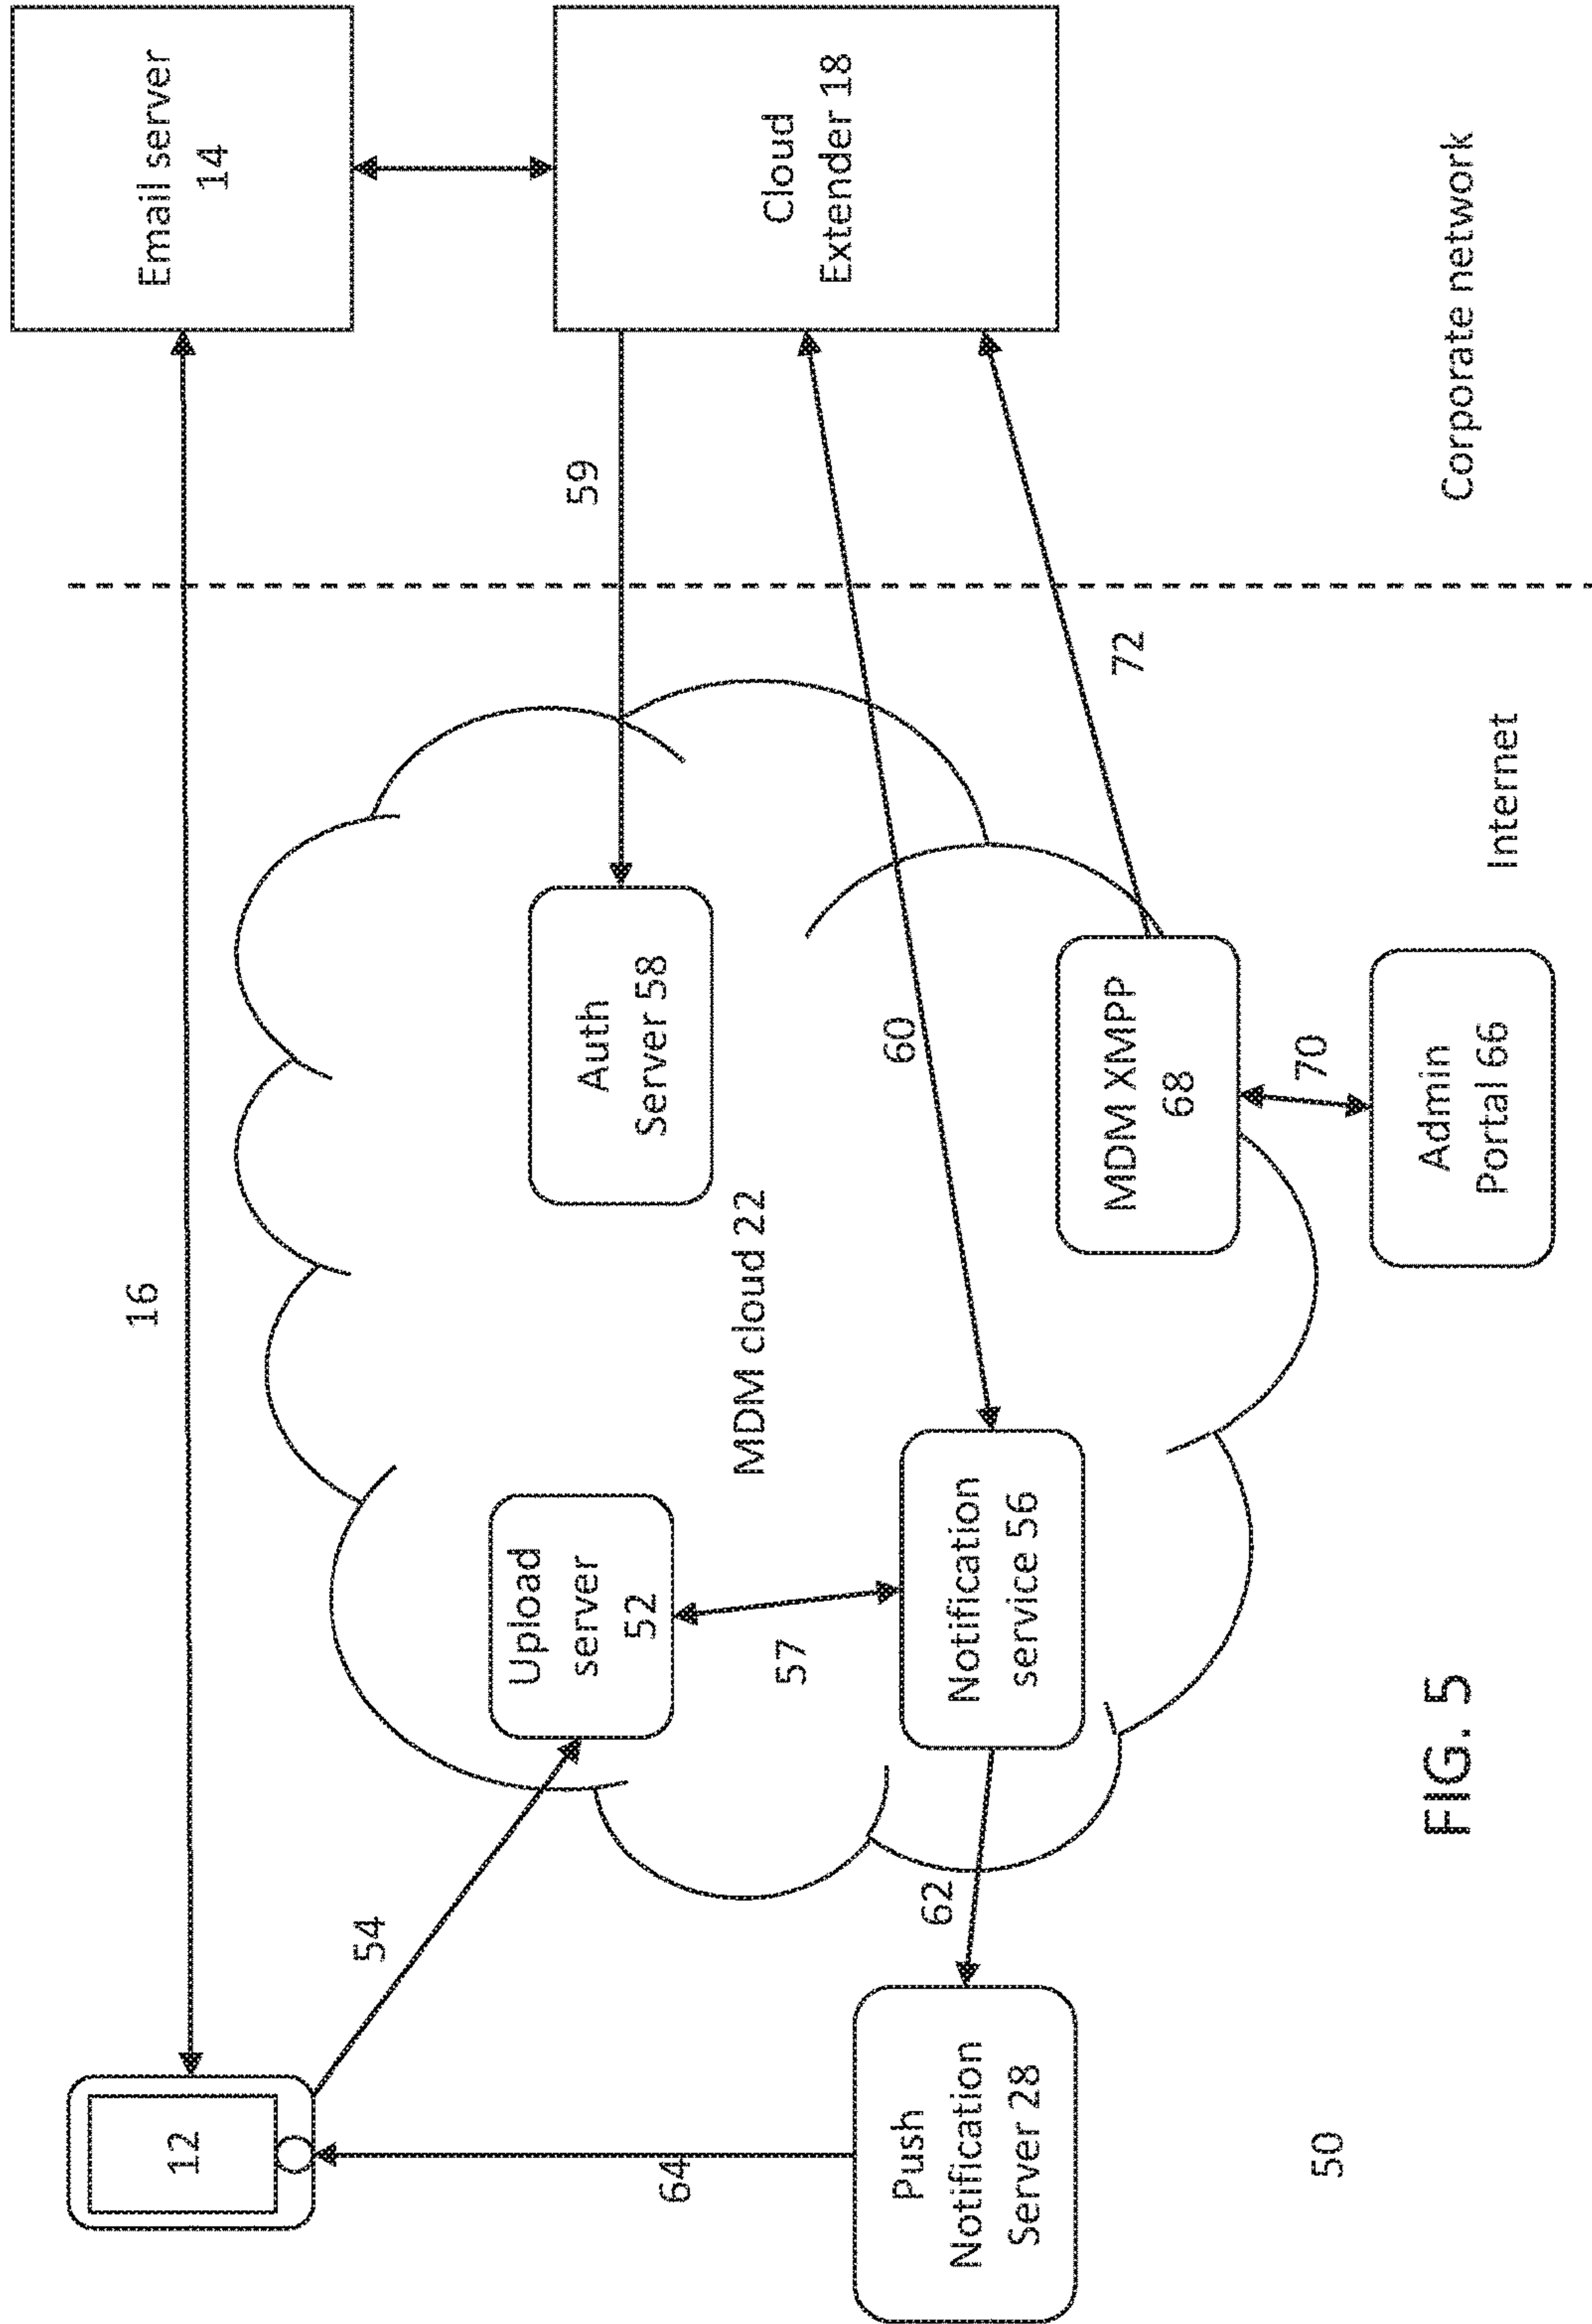 16
12
54
64
Push
Notification
Server 28
62
Upload
server
52
57
Notification
service 56
MDM cloud 22
Auth
Server 58
60
MDM XMPP
68
70
Admin
Portal 66
72
59
Email server
14
Cloud
Extender 18
Internet
Corporate network
50
FIG. 5